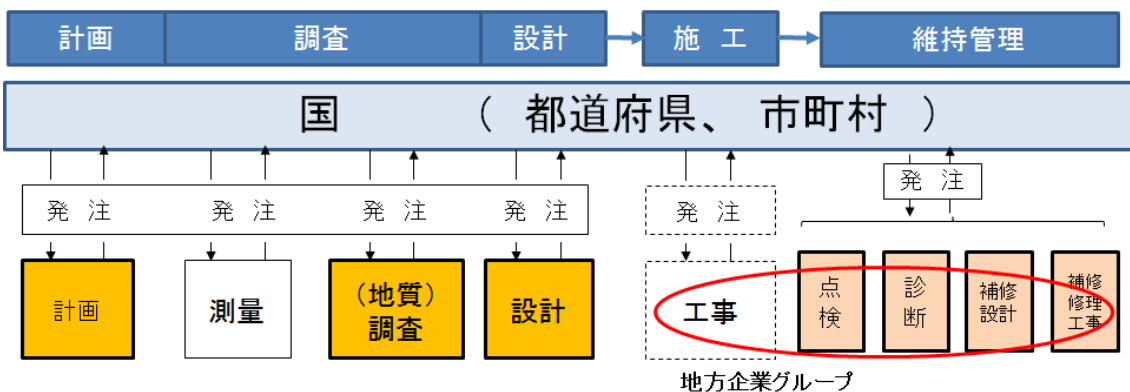 計画 調査 設計 施 工 維持管理
国 ( 都道府県、 市町村 )
発 注
発 注 発 注 発 注 発 注 発 注
計画
測量
(地質)
調査
設計
工事
点
検
診
断
補修
設計
補修
修理
工事
地方企業グループ